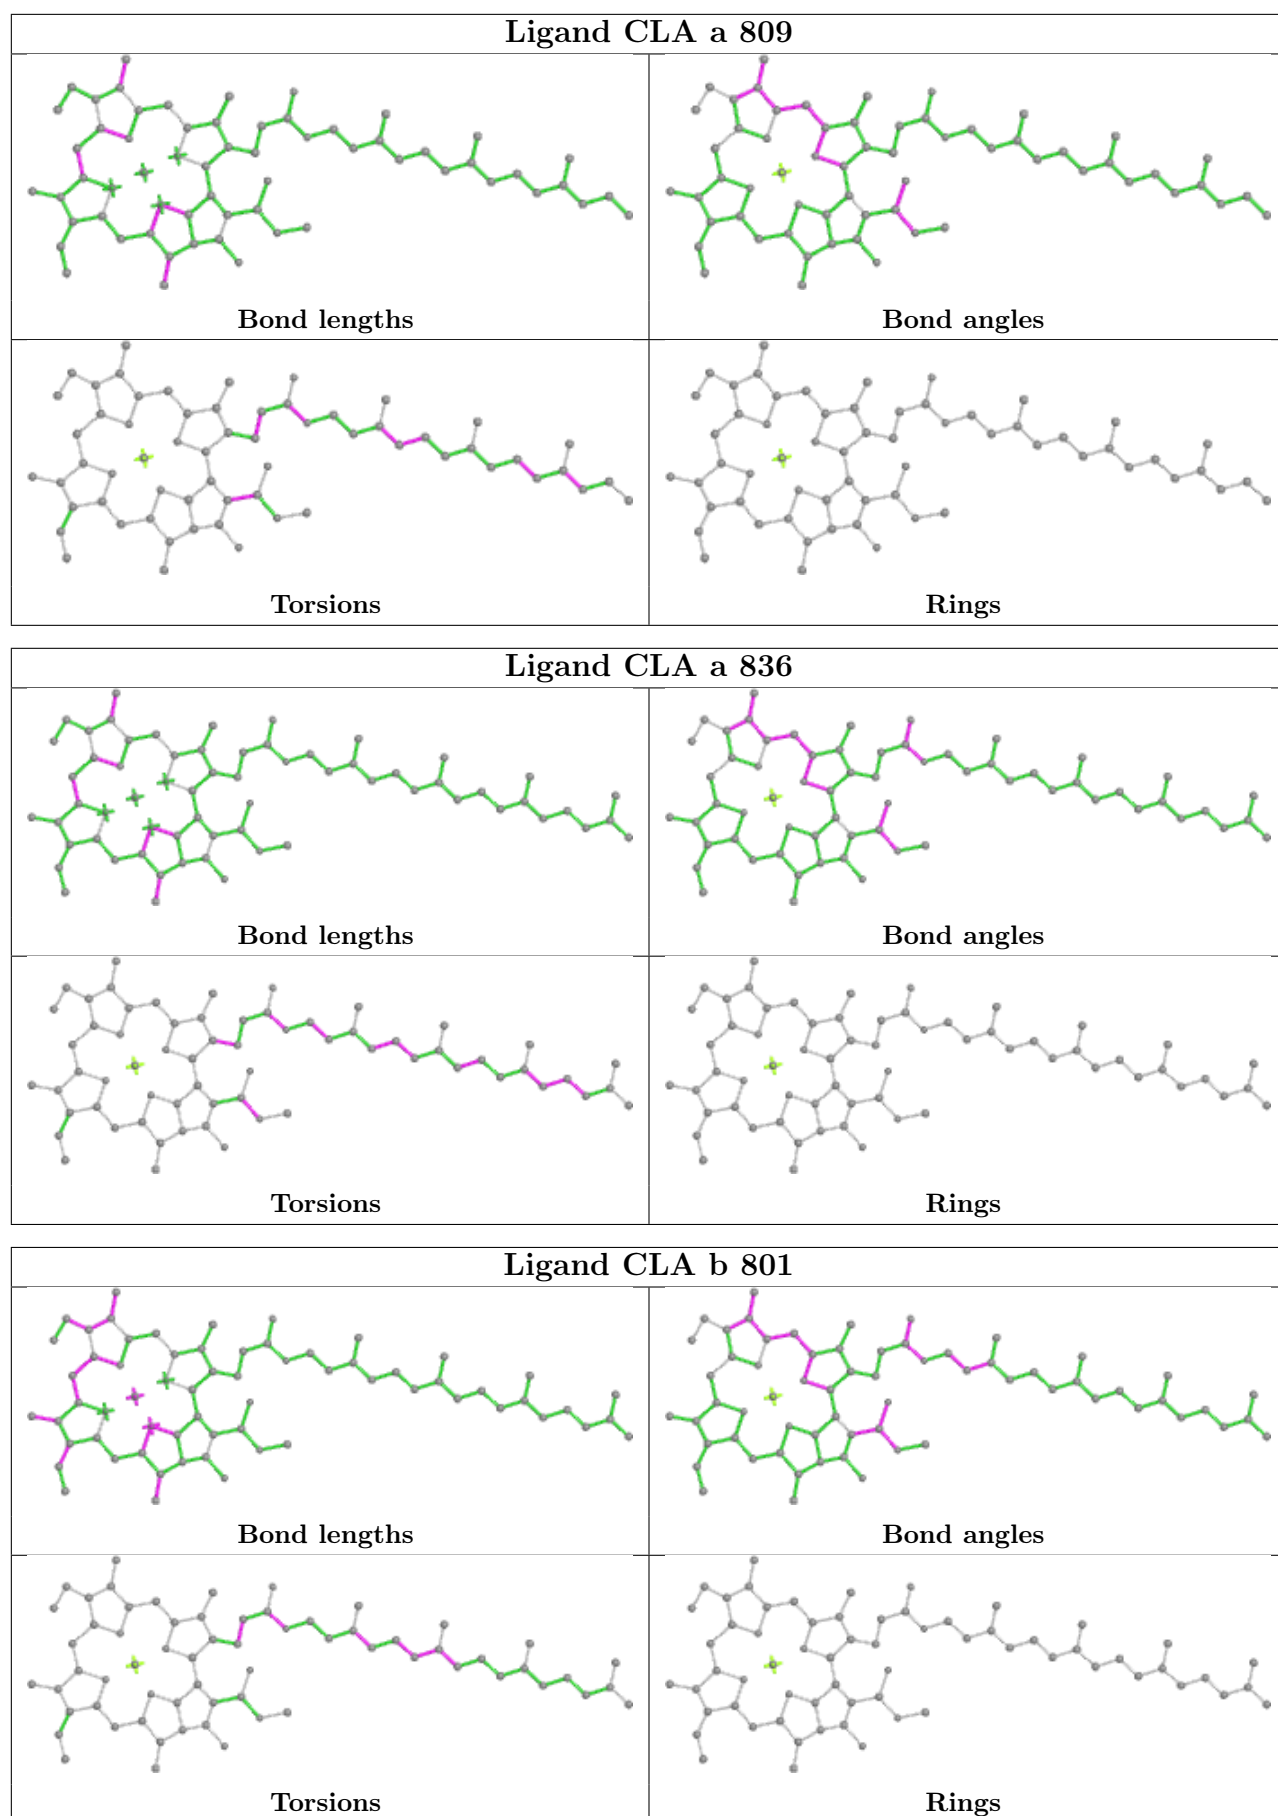 Ligand CLA a 809
Bond lengths
Bond angles
Torsions
Rings
Ligand CLA a 836
Bond lengths
Bond angles
Torsions
Rings
Ligand CLA b 801
Bond lengths
Bond angles
Torsions
Rings